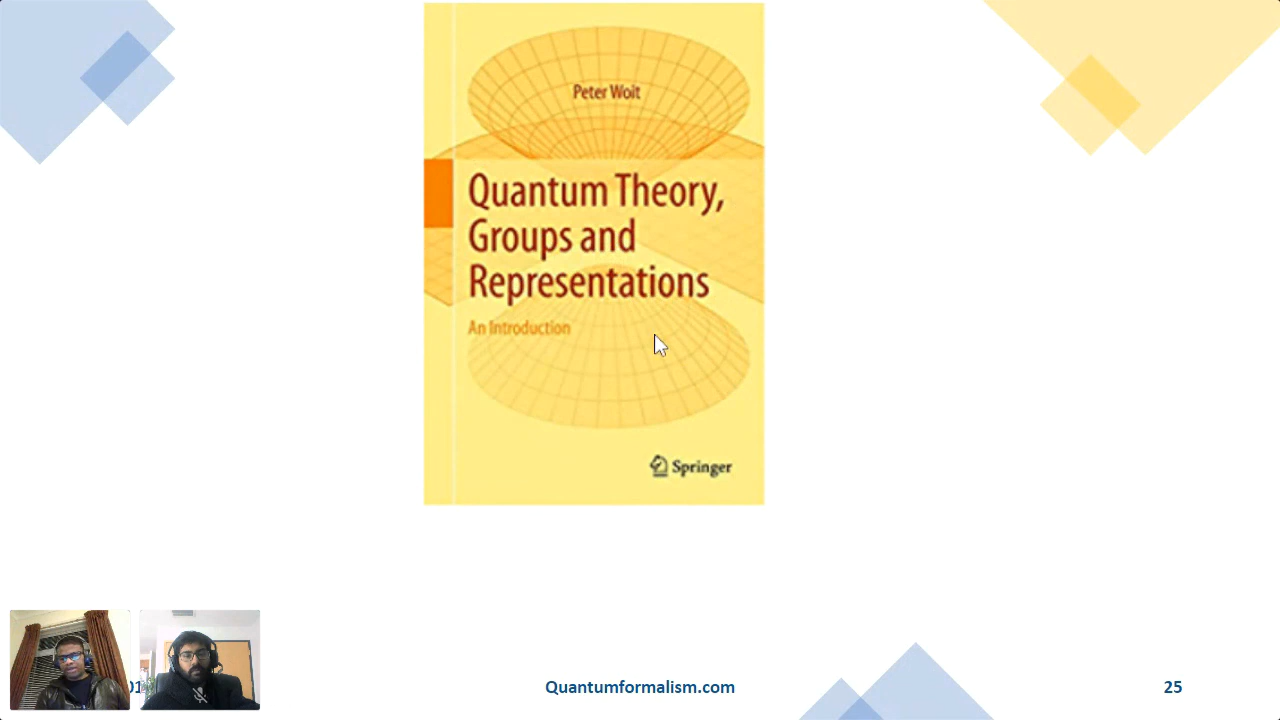 Peter Woit
Quantum Theory,
Groups and
Representations
An Introduction
Springer
Quantumformalism.com
25